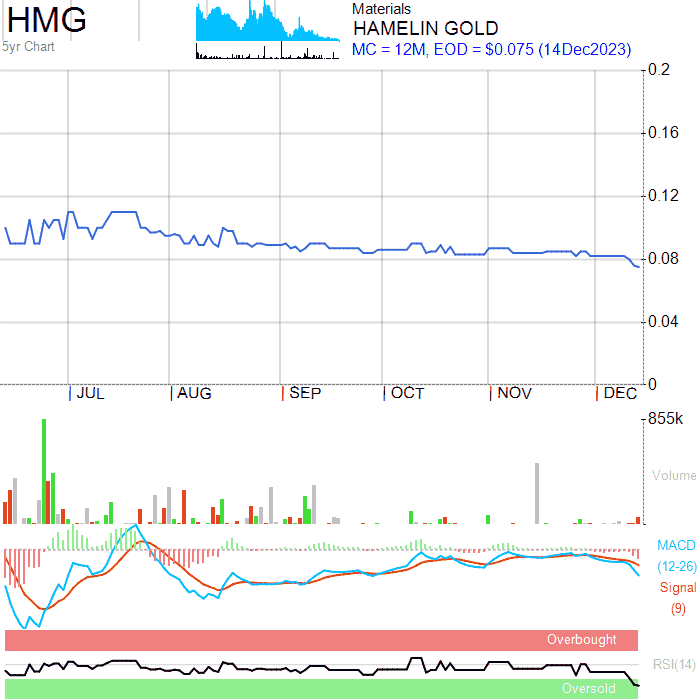 HMG
5yr Chart
Materials
HAMELIN GOLD
MC = 12M, EOD = $0.075 (14Dec2023)
0.2
0.16
0.12
0.08
0.04
0
JUL AUG SEP OCT NOV DEC
855k
Volume
MACD
(12-26)
Signal
(9)
Overbought
RSI(14)
Oversold